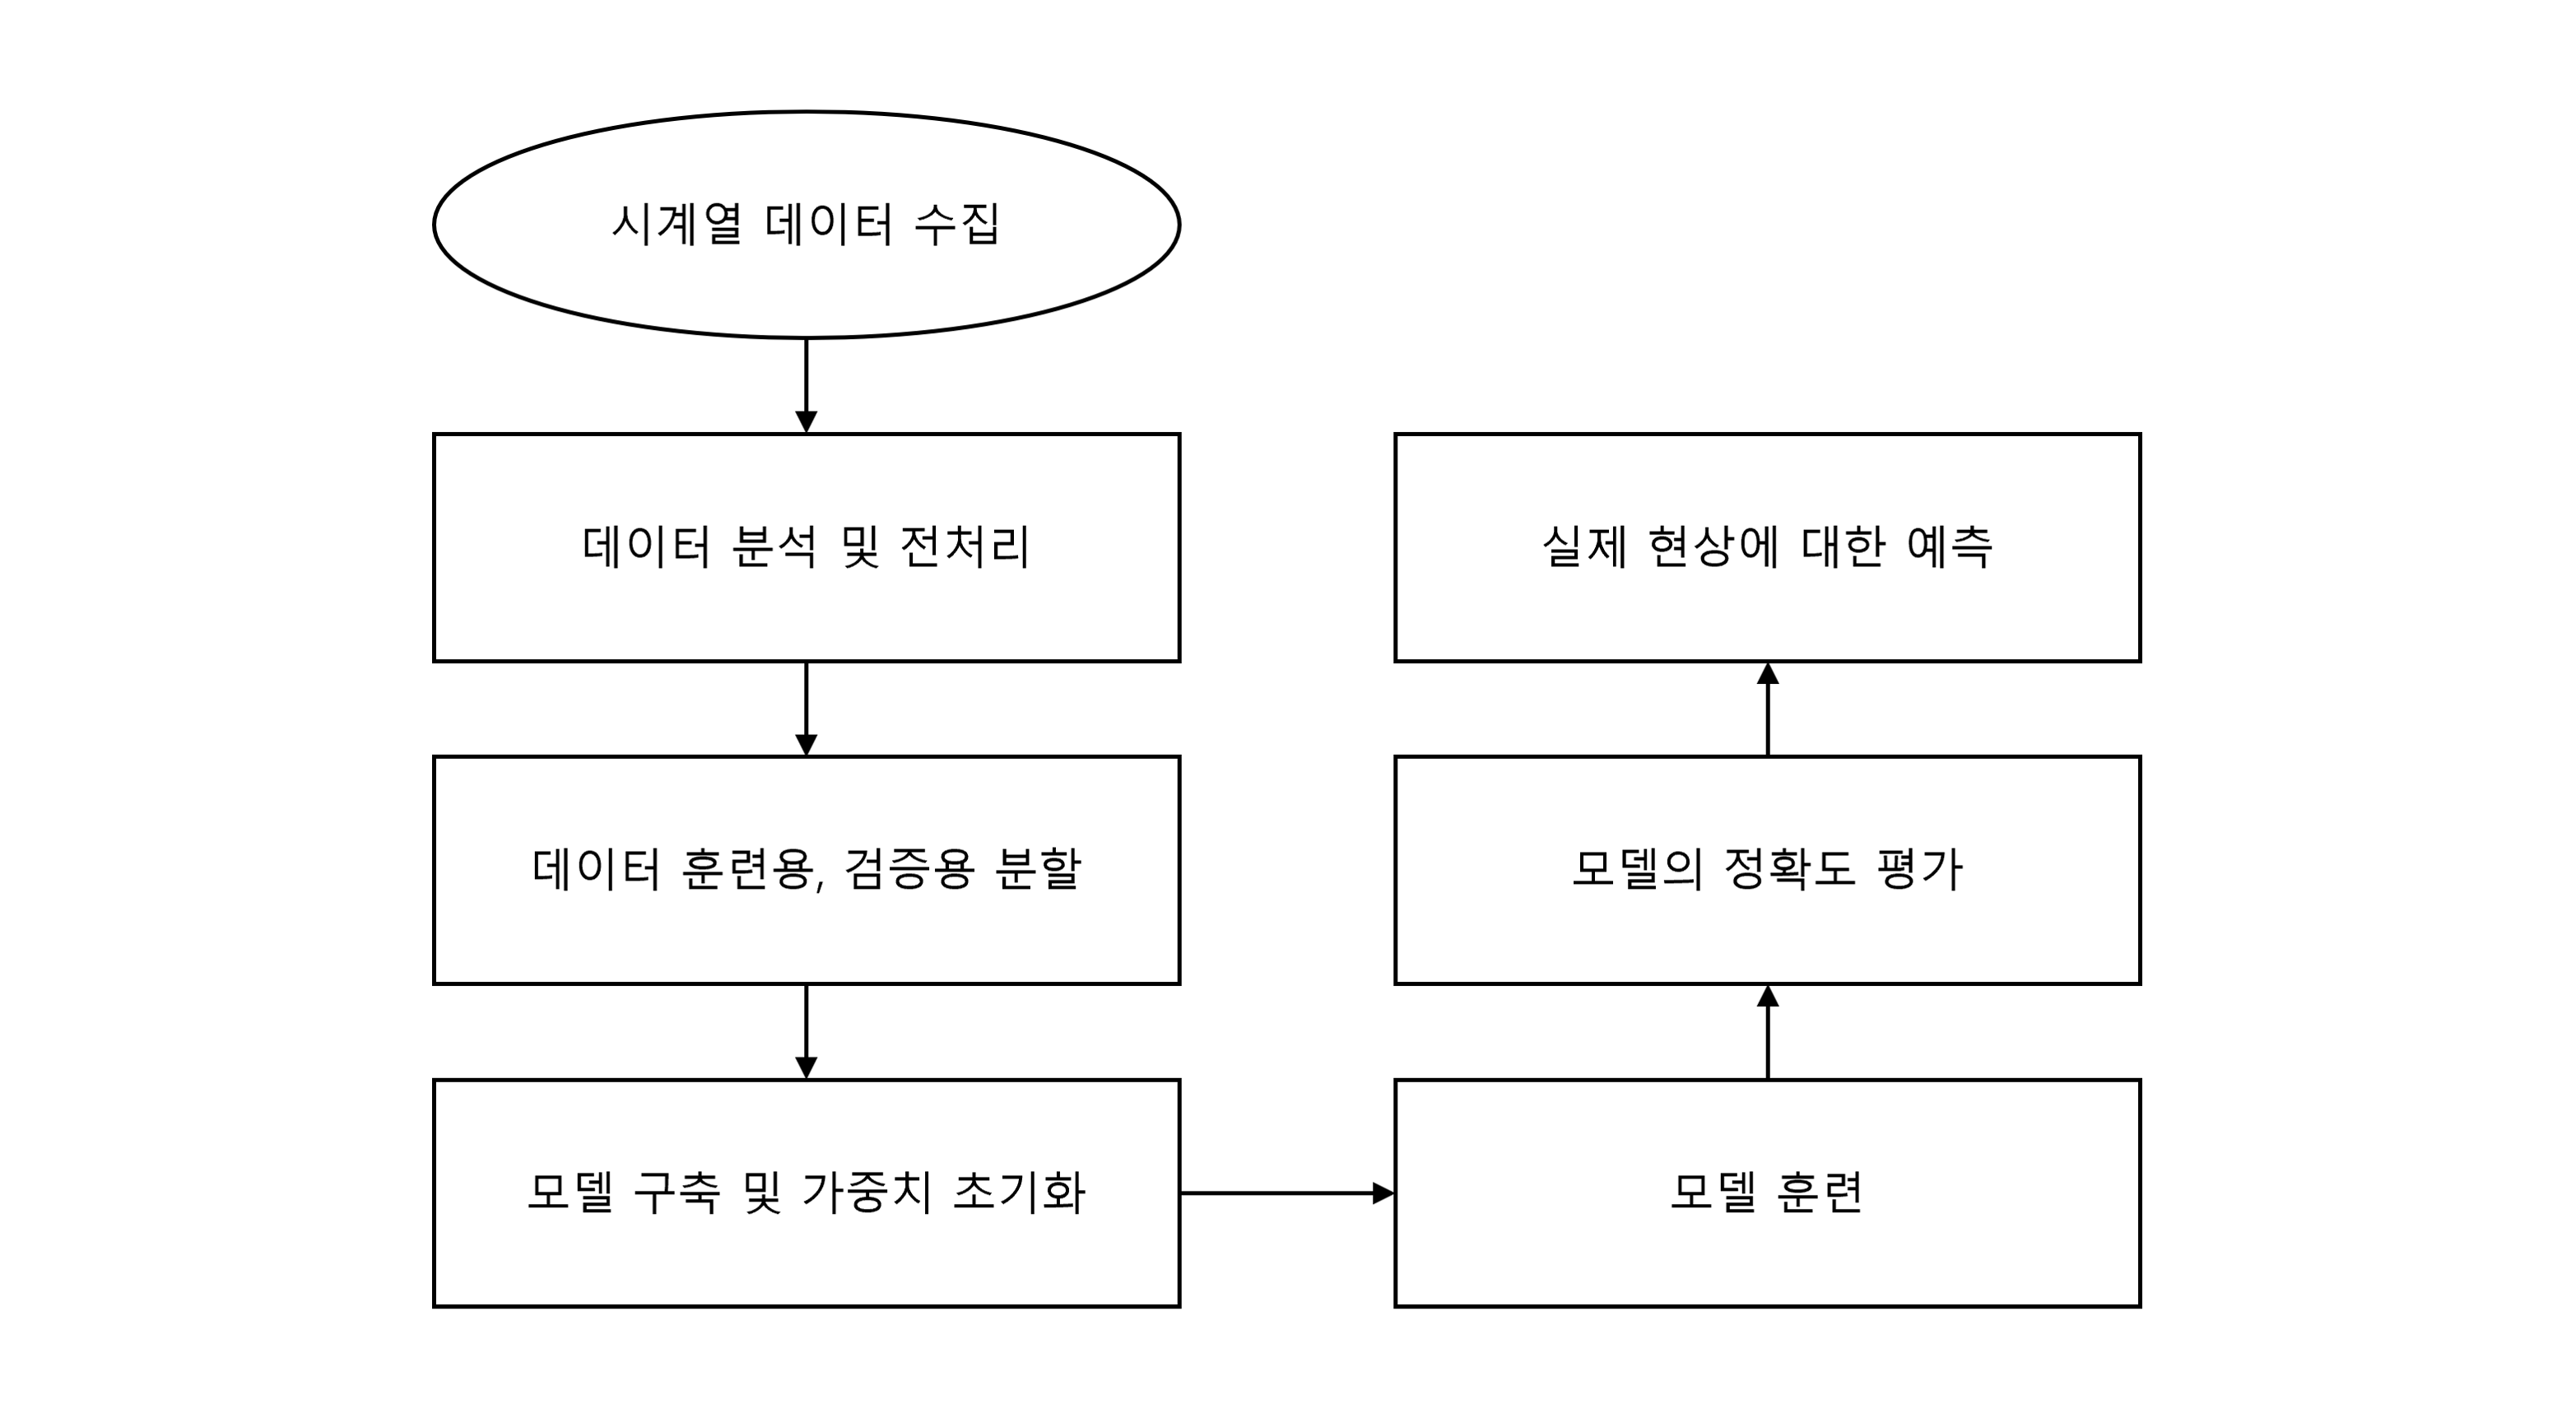 시계열 데이터 수집
데이터 분석 및 전처리
데이터 훈련용, 검증용 분할
모델 구축 및 가중치 초기화
모델 훈련
모델의 정확도 평가
실제 현상에 대한 예측